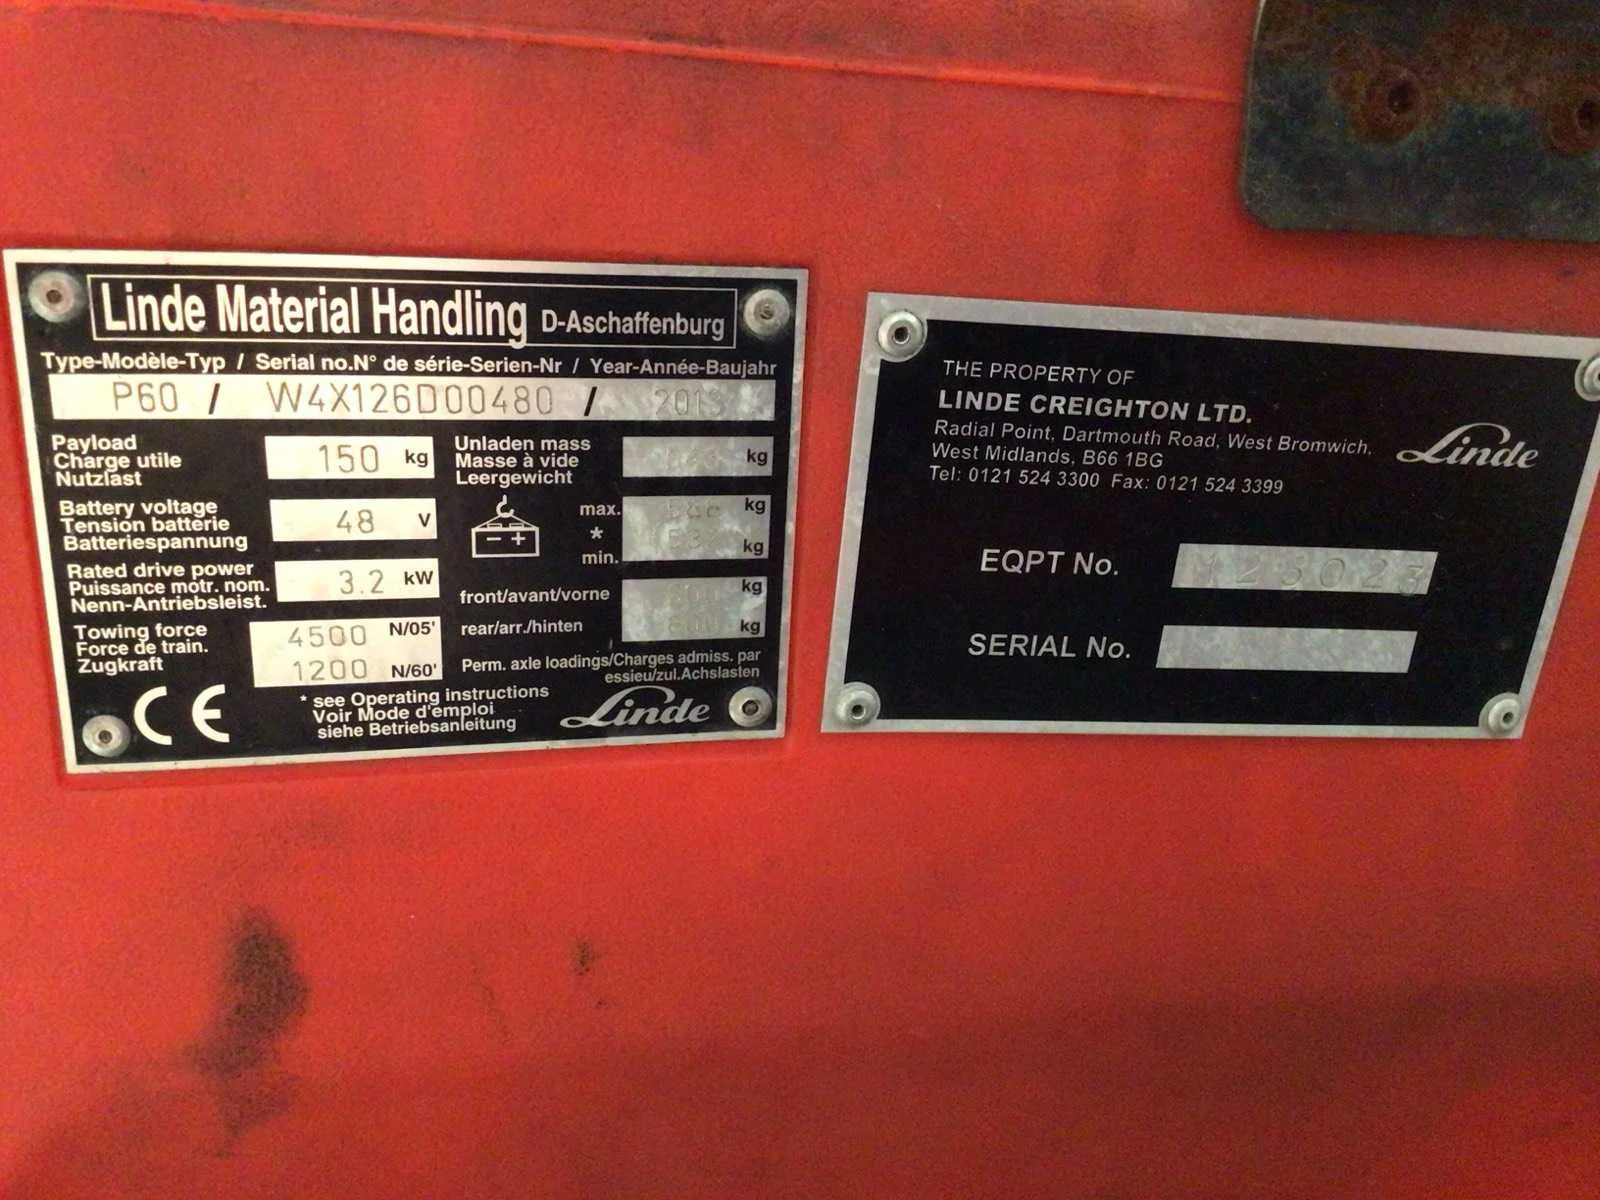 Linde Material Handling D-Aschaffenburg
Type-Modèle-Typ / Serial no.N° de série-Serien-Nr / Year-Année-Baujahr
P60 / W4X126D00480 / 2013
Payload
Charge utile
Nutzlast
150 kg
Unladen mass
Masse à vide
Leergewicht
kg
Battery voltage
Tension batterie
Batteriespannung
48 V
- +
max.
kg
*
min.
kg
Rated drive power
Puissance motr. nom.
Nenn-Antriebsleist.
3.2 kW
front/avant/vorne
kg
rear/arr./hinten
kg
Towing force
Force de train.
Zugkraft
4500 N/05'
1200 N/60'
Perm. axle loadings/Charges admiss. par
essieu/zul.Achslasten
CE
* see Operating instructions
Voir Mode d'emploi
siehe Betriebsanleitung
Linde
THE PROPERTY OF
LINDE CREIGHTON LTD.
Radial Point, Dartmouth Road, West Bromwich.
West Midlands, B66 1BG
Tel: 0121 524 3300 Fax: 0121 524 3399
Linde
EQPT No.
SERIAL No.